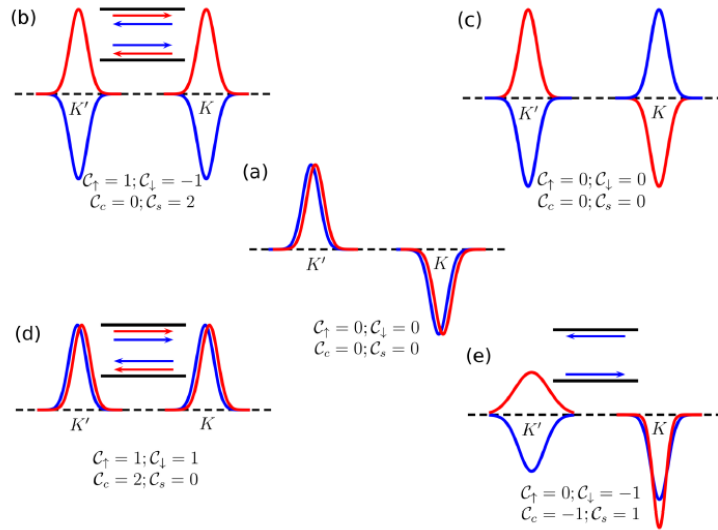 (b)
K′
K
C↑ = 1; C↓ = −1
Cc = 0; Cs = 2
(c)
K′
K
C↑ = 0; C↓ = 0
Cc = 0; Cs = 0
(a)
K′
K
C↑ = 0; C↓ = 0
Cc = 0; Cs = 0
(d)
K′
K
C↑ = 1; C↓ = 1
Cc = 2; Cs = 0
(e)
K′
K
C↑ = 0; C↓ = −1
Cc = −1; Cs = 1